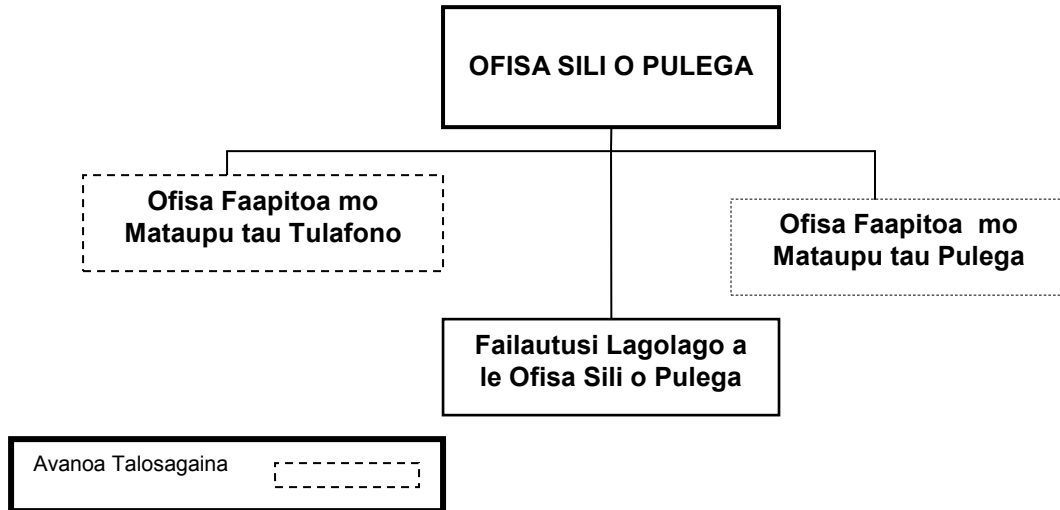 OFISA SILI O PULEGA
Ofisa Faapitoa mo
Mataupu tau Tulafono
Ofisa Faapitoa mo
Mataupu tau Pulega
Failautusi Lagolago a
le Ofisa Sili o Pulega
Avanoa Talosagaina